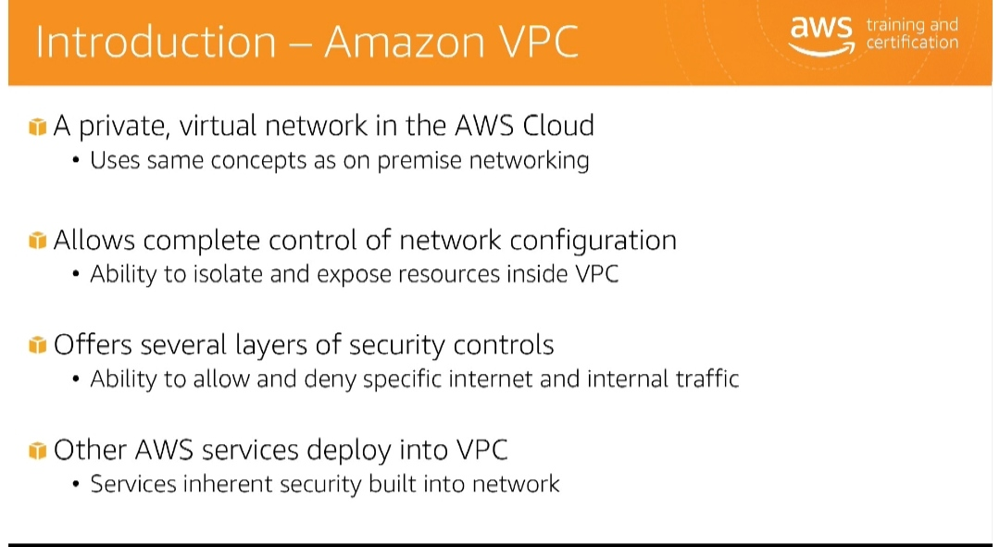 Introduction – Amazon VPC
aws training and
certification
A private, virtual network in the AWS Cloud
• Uses same concepts as on premise networking
Allows complete control of network configuration
• Ability to isolate and expose resources inside VPC
Offers several layers of security controls
• Ability to allow and deny specific internet and internal traffic
Other AWS services deploy into VPC
• Services inherent security built into network